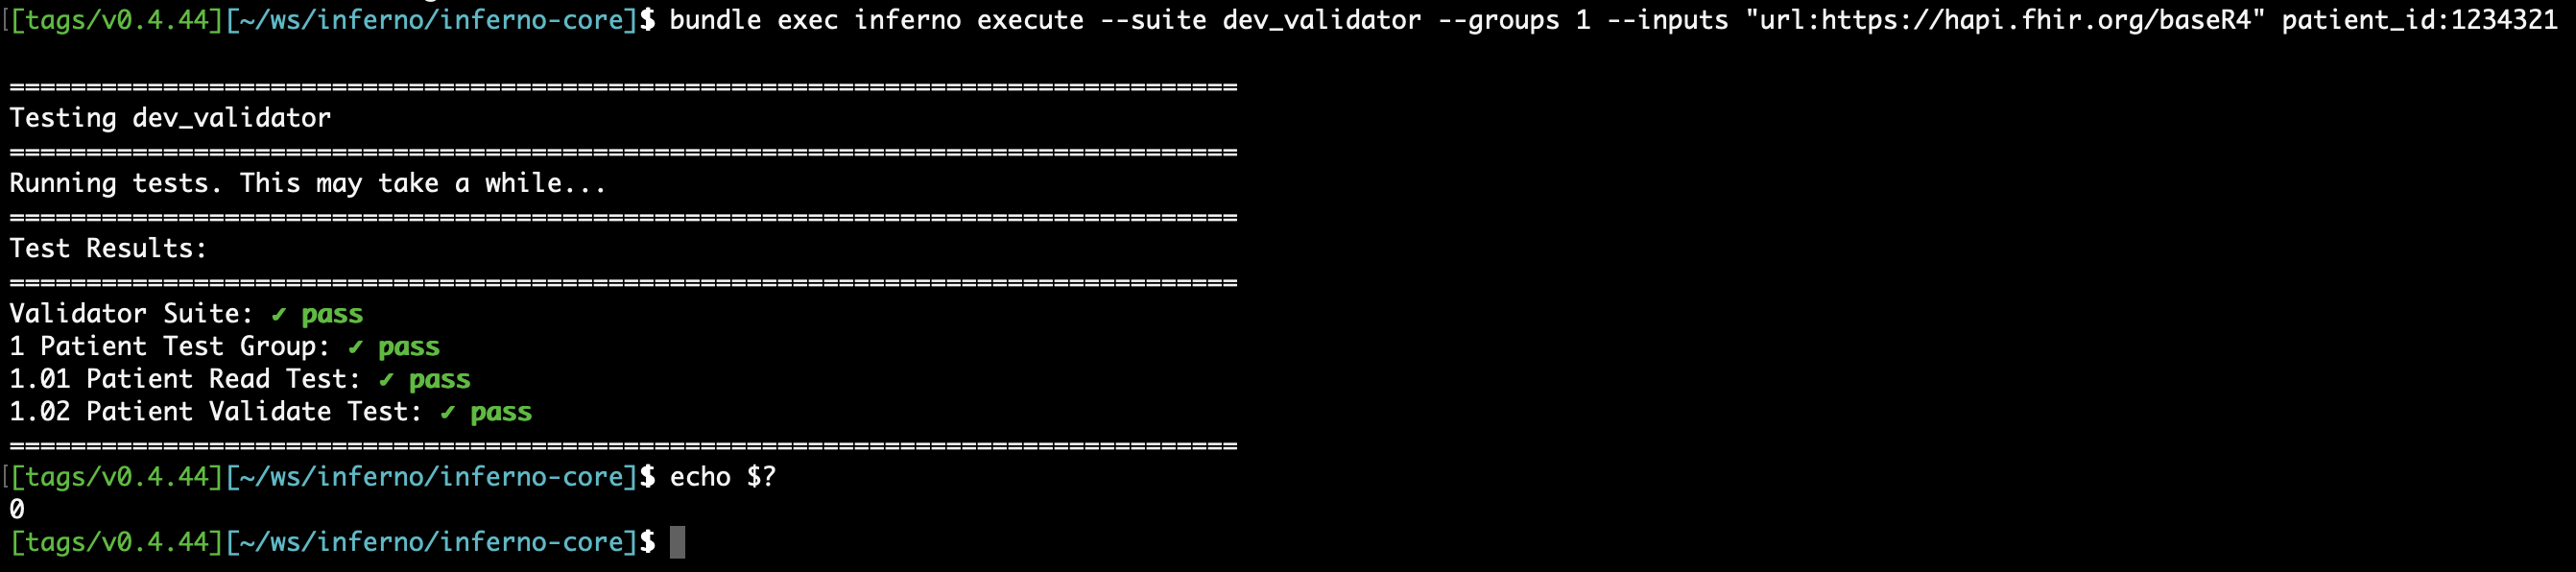 [tags/v0.4.44][~/ws/inferno/inferno-core]$ bundle exec inferno execute --suite dev_validator --groups 1 --inputs "url:https://hapi.fhir.org/baseR4" patient_id:1234321
================================================================================
Testing dev_validator
================================================================================
Running tests. This may take a while...
================================================================================
Test Results:
================================================================================
Validator Suite: ✓ pass
1 Patient Test Group: ✓ pass
1.01 Patient Read Test: ✓ pass
1.02 Patient Validate Test: ✓ pass
================================================================================
[tags/v0.4.44][~/ws/inferno/inferno-core]$ echo $?
0
[tags/v0.4.44][~/ws/inferno/inferno-core]$